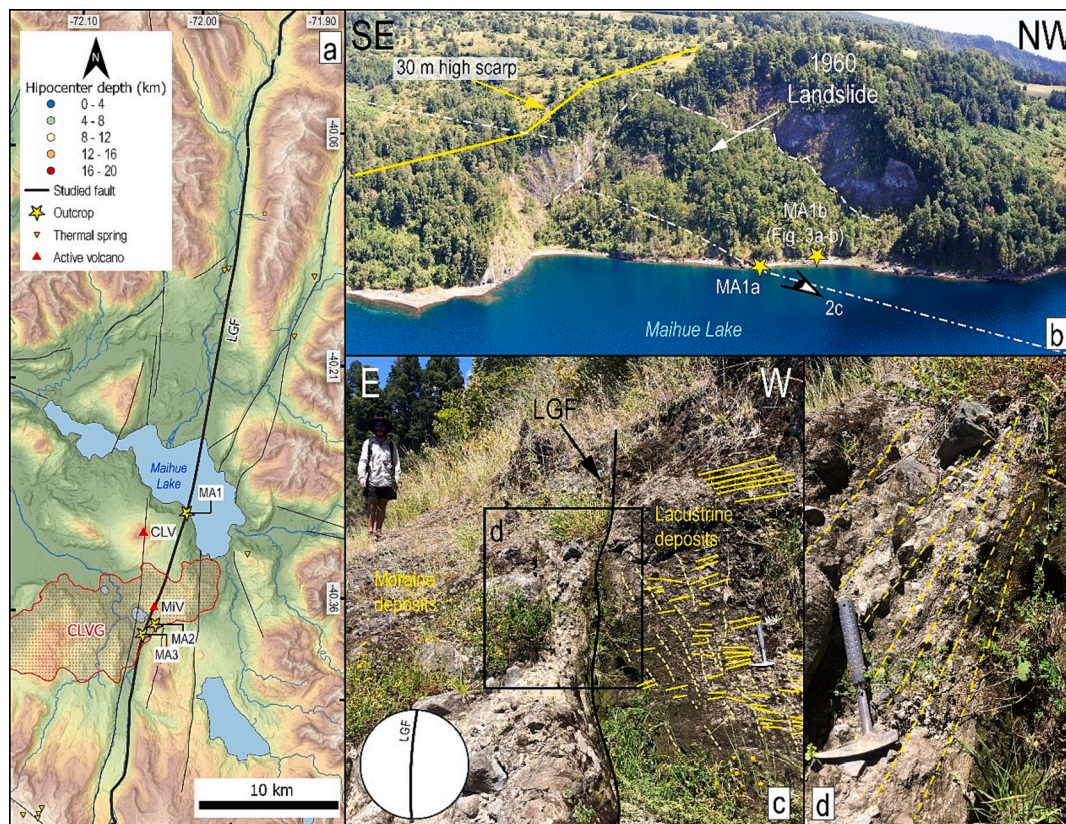 -72.10
-72.00
-71.90
a
N
Hipocenter depth (km)
0 - 4
4 - 8
8 - 12
12 - 16
16 - 20
Studied fault
Outcrop
Thermal spring
Active volcano
-40.06
LGF
-40.21
Maihue
Lake
MA1
CLV
-40.36
MiV
CLVG
MA2
MA3
10 km
SE
NW
30 m high scarp
1960
Landslide
MA1b
(Fig. 3a-b)
MA1a
2c
Maihue Lake
b
E
W
LGF
d
Lacustrine
deposits
Moraine
deposits
LGF
c
d